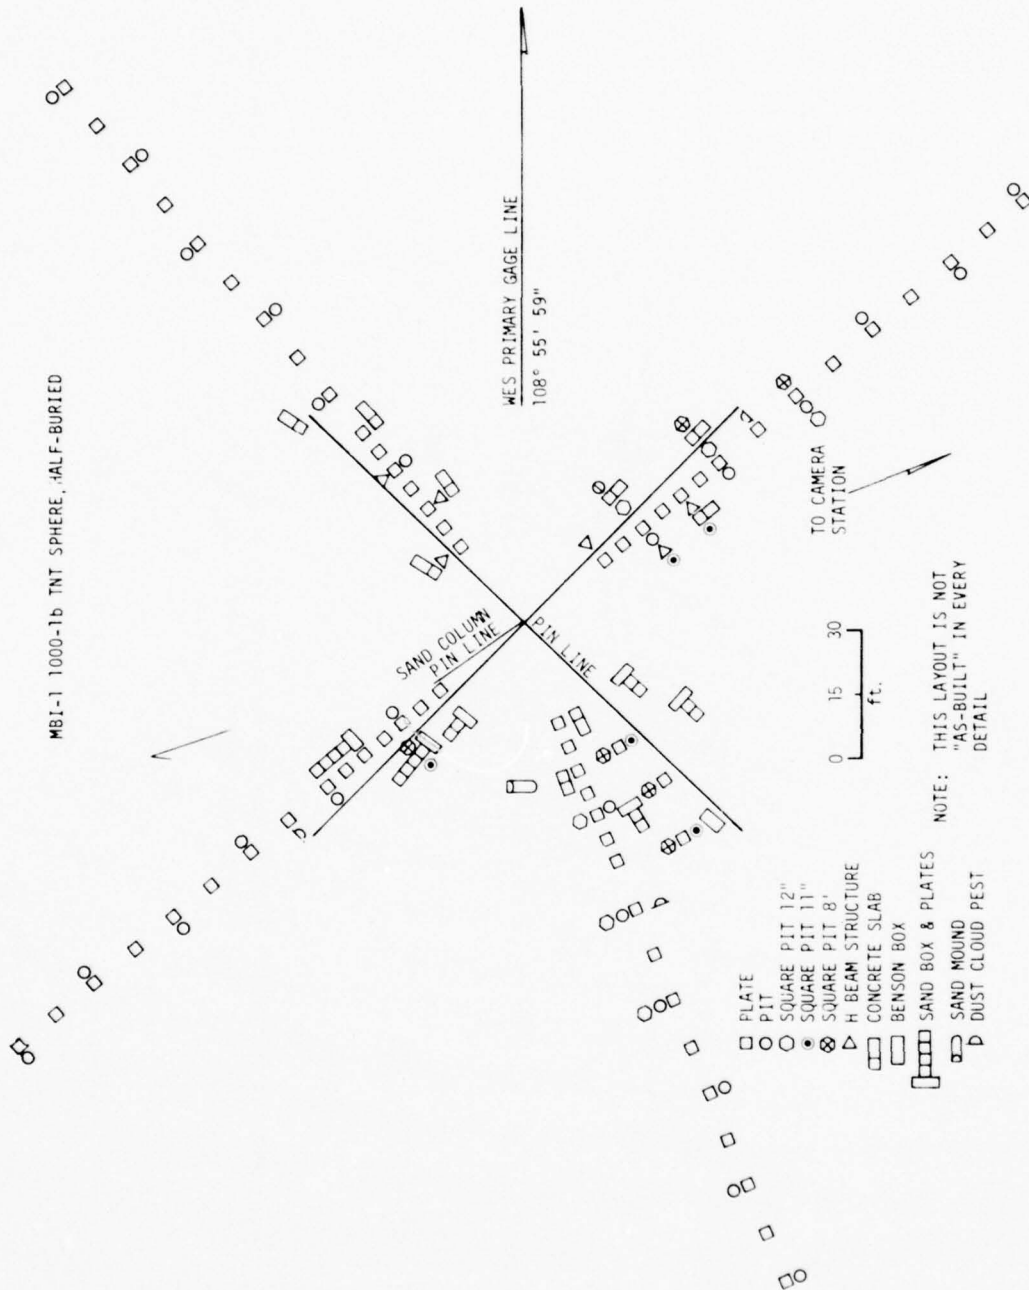 MBI-1 1000-lb TNT SPHERE, HALF-BURIED
WES PRIMARY GAGE LINE
108° 55' 59"
SAND COLUMN
PIN LINE
PIN LINE
TO CAMERA
STATION
0 15 30
ft.
NOTE: THIS LAYOUT IS NOT
"AS-BUILT" IN EVERY
DETAIL
PLATE
PIT
SQUARE PIT 12"
SQUARE PIT 11"
SQUARE PIT 8'
H BEAM STRUCTURE
CONCRETE SLAB
BENSON BOX
SAND BOX & PLATES
SAND MOUND
DUST CLOUD PEST